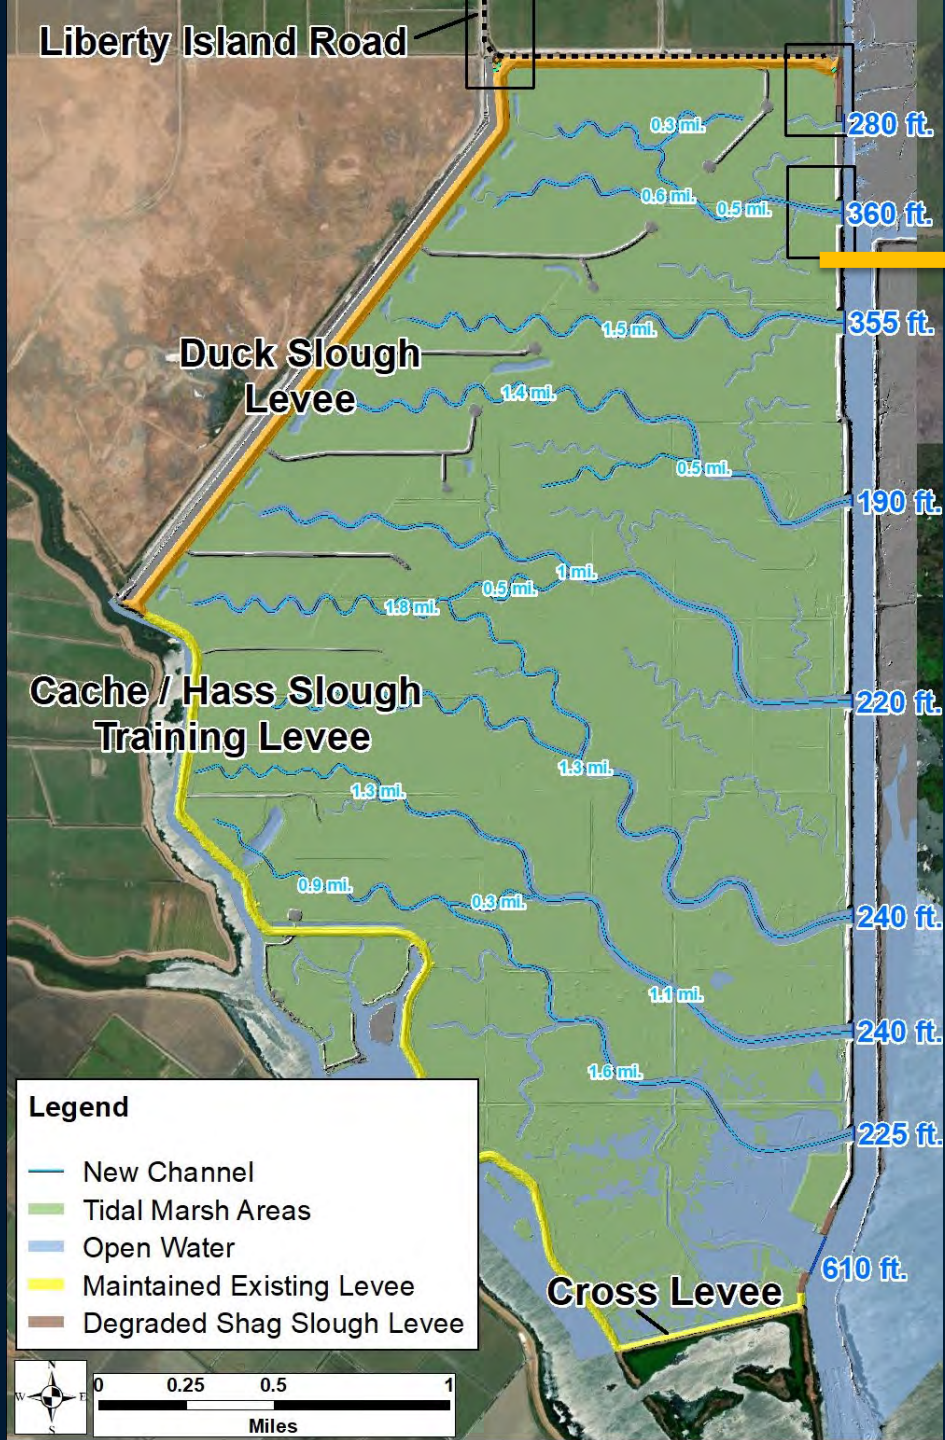 Liberty Island Road
280 ft.
0.3 mi.
0.6 mi.
0.5 mi.
360 ft.
355 ft.
1.5 mi.
Duck Slough
Levee
1.4 mi.
0.5 mi.
190 ft.
1 mi.
0.5 mi.
1.8 mi.
Cache / Hass Slough
Training Levee
220 ft.
1.3 mi.
1.3 mi.
0.9 mi.
0.3 mi.
240 ft.
1.1 mi.
240 ft.
1.6 mi.
225 ft.
610 ft.
Cross Levee
Legend
New Channel
Tidal Marsh Areas
Open Water
Maintained Existing Levee
Degraded Shag Slough Levee
N
W E
S
0 0.25 0.5 1
Miles